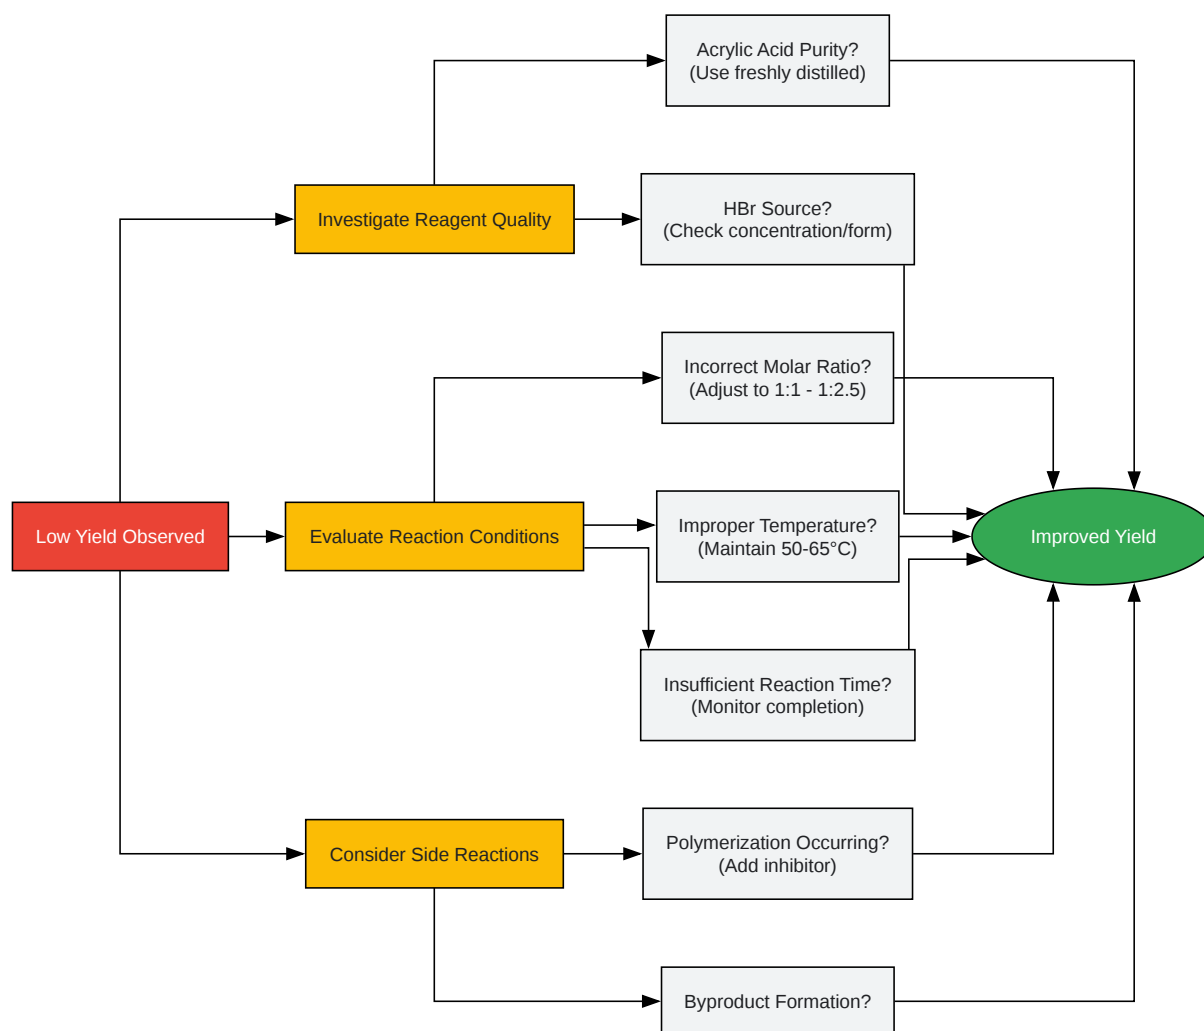 Acrylic Acid Purity?
(Use freshly distilled)
Investigate Reagent Quality
HBr Source?
(Check concentration/form)
Incorrect Molar Ratio?
(Adjust to 1:1 - 1:2.5)
Low Yield Observed
Evaluate Reaction Conditions
Improper Temperature?
(Maintain 50-65°C)
Improved Yield
Insufficient Reaction Time?
(Monitor completion)
Consider Side Reactions
Polymerization Occurring?
(Add inhibitor)
Byproduct Formation?